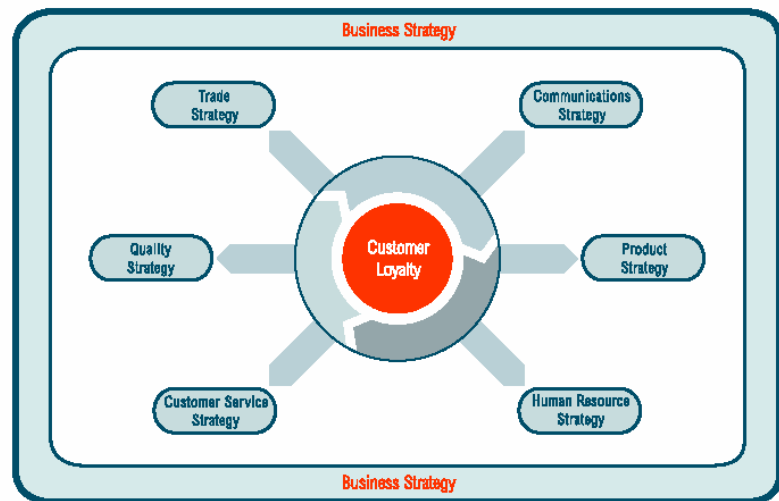 Business Strategy
Trade
Strategy
Communications
Strategy
Quality
Strategy
Customer
Loyalty
Product
Strategy
Customer Service
Strategy
Human Resource
Strategy
Business Strategy